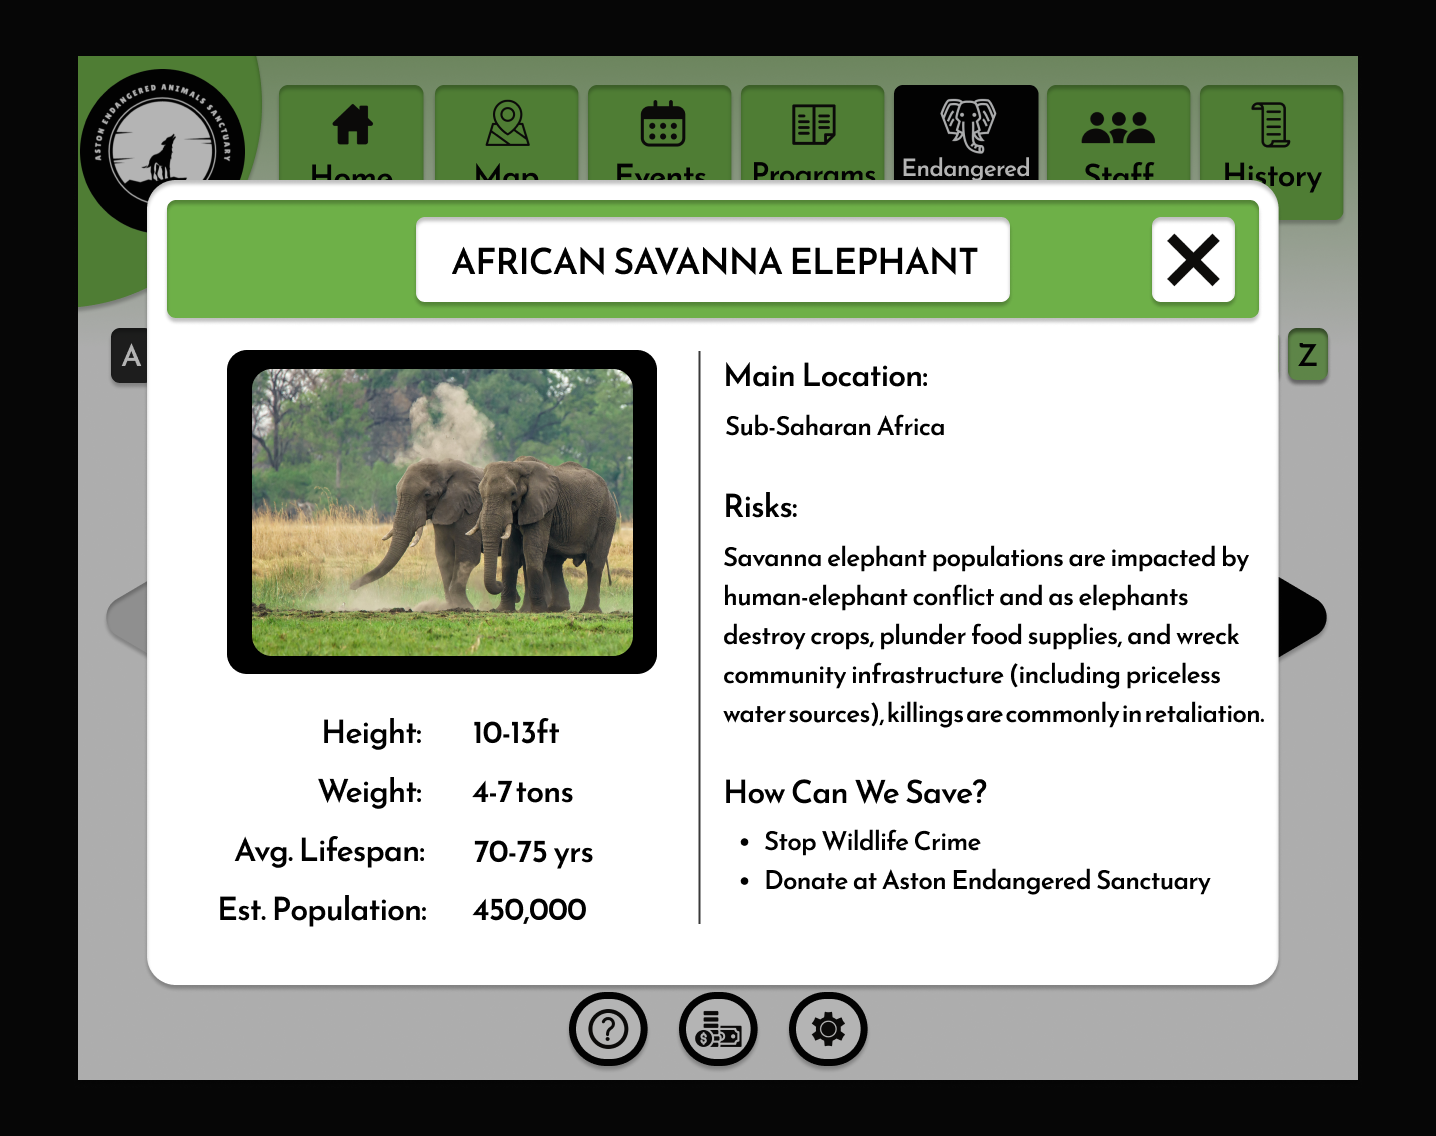 ASTON ENDANGERED ANIMALS SANCTUARY
Home
Map
Events
Programs
Endangered
Staff
History
AFRICAN SAVANNA ELEPHANT
A
Z
Main Location:
Sub-Saharan Africa
Risks:
Savanna elephant populations are impacted by
human-elephant conflict and as elephants
destroy crops, plunder food supplies, and wreck
community infrastructure (including priceless
water sources), killings are commonly in retaliation.
How Can We Save?
• Stop Wildlife Crime
• Donate at Aston Endangered Sanctuary
Height: 10-13ft
Weight: 4-7 tons
Avg. Lifespan: 70-75 yrs
Est. Population: 450,000
?
$